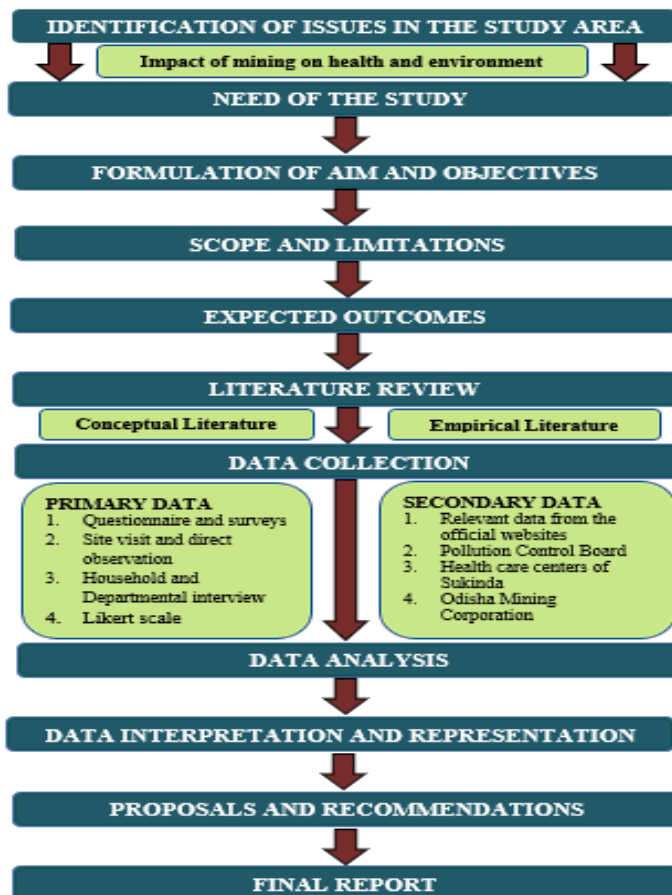 IDENTIFICATION OF ISSUES IN THE STUDY AREA
Impact of mining on health and environment
NEED OF THE STUDY
FORMULATION OF AIM AND OBJECTIVES
SCOPE AND LIMITATIONS
EXPECTED OUTCOMES
LITERATURE REVIEW
Conceptual Literature
Empirical Literature
DATA COLLECTION
PRIMARY DATA
1. Questionnaire and surveys
2. Site visit and direct
observation
3. Household and
Departmental interview
4. Likert scale
SECONDARY DATA
1. Relevant data from the
official websites
2. Pollution Control Board
3. Health care centers of
Sukinda
4. Odisha Mining
Corporation
DATA ANALYSIS
DATA INTERPRETATION AND REPRESENTATION
PROPOSALS AND RECOMMENDATIONS
FINAL REPORT